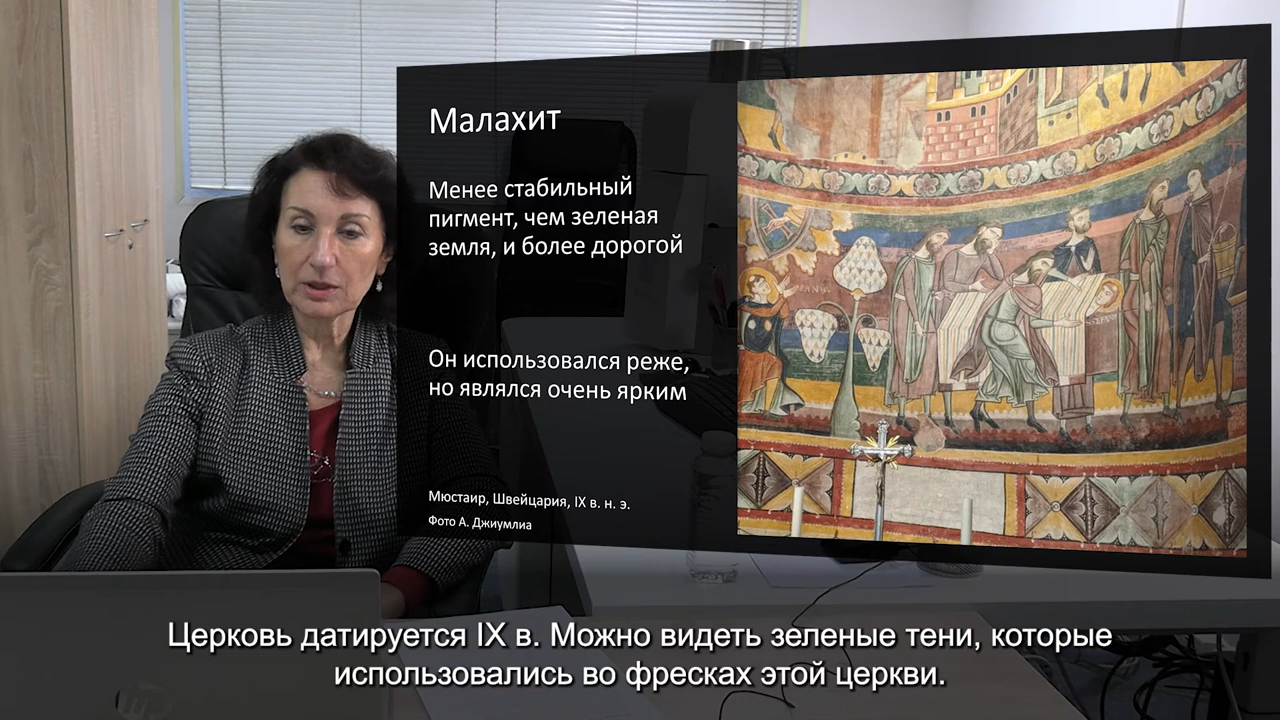 Малахит
Менее стабильный
пигмент, чем зеленая
земля, и более дорогой
Он использовался реже,
но являлся очень ярким
Мюстаир, Швейцария, IX в. н. э.
Фото А. Джиумлиа
Церковь датируется IX в. Можно видеть зеленые тени, которые
использовались во фресках этой церкви.